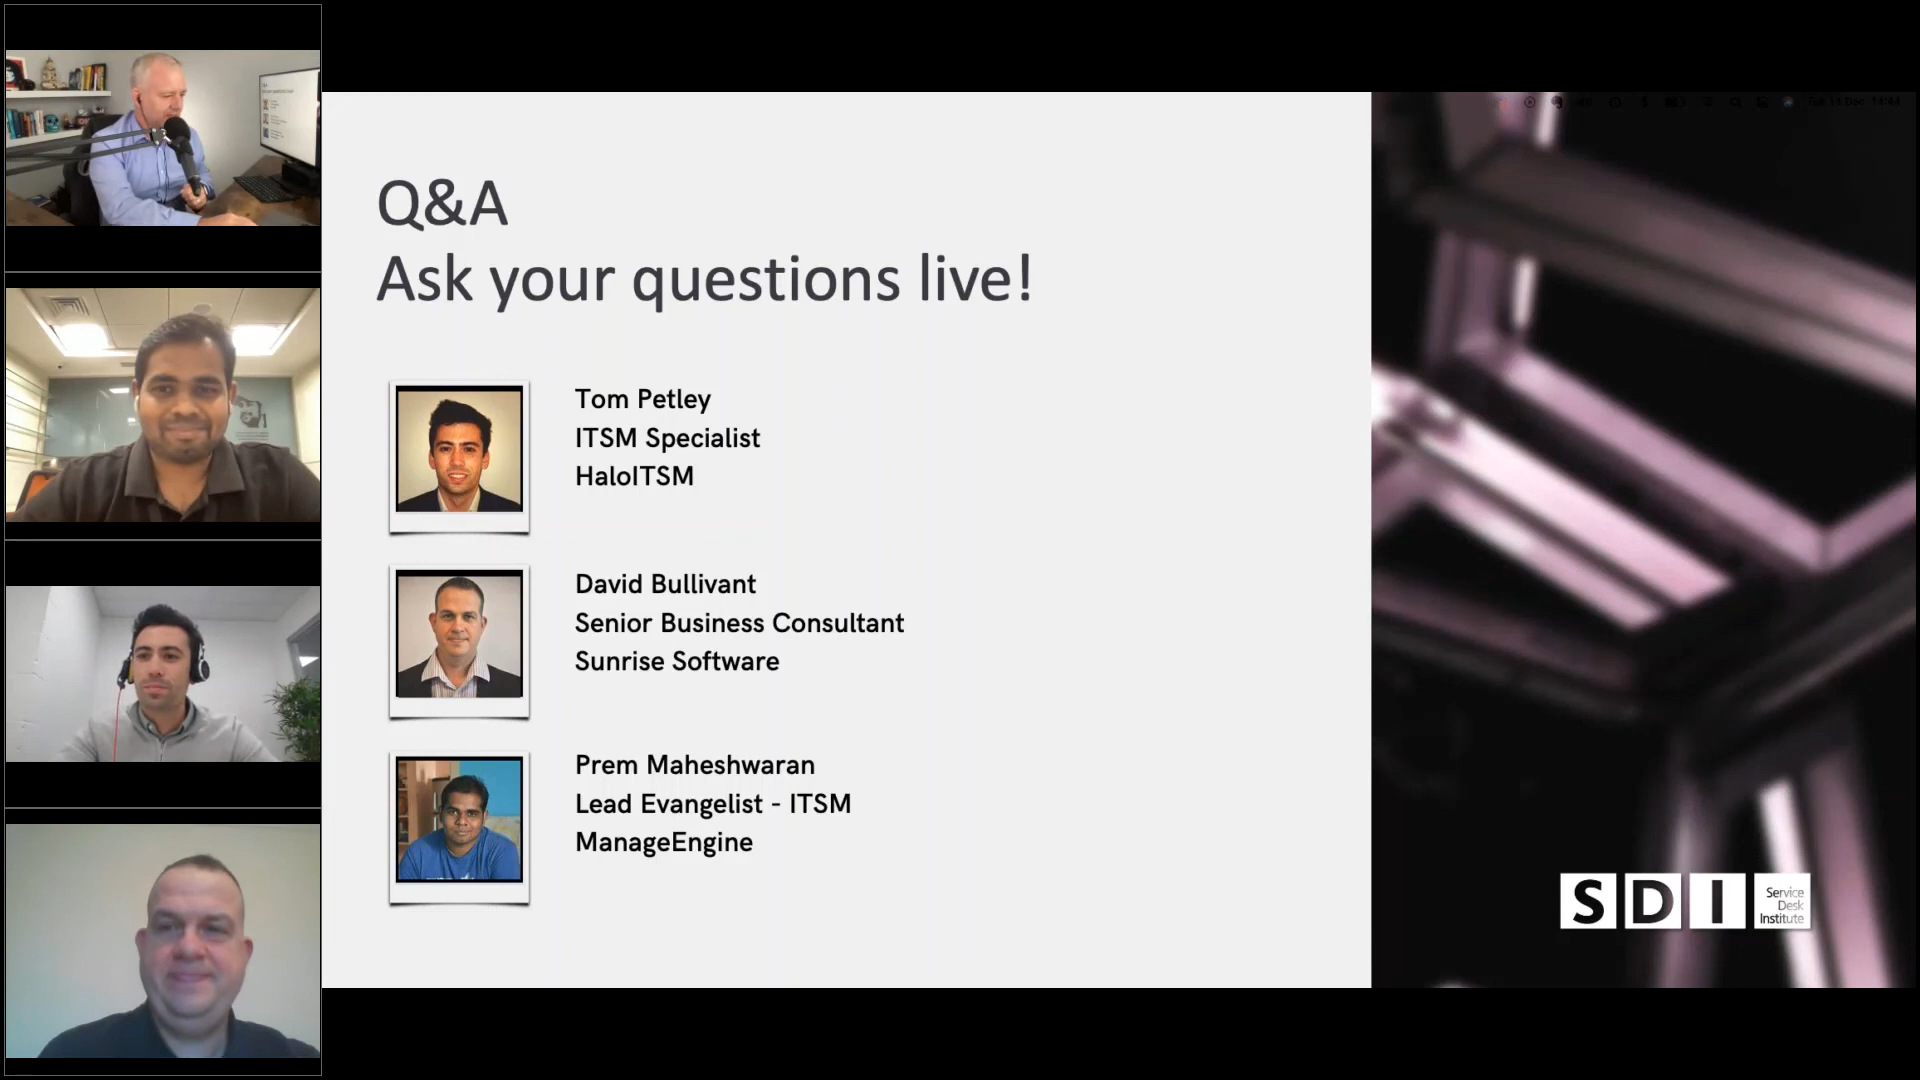 Q&A
Ask your questions live!
Tom Petley
ITSM Specialist
HaloITSM
David Bullivant
Senior Business Consultant
Sunrise Software
Prem Maheshwaran
Lead Evangelist - ITSM
ManageEngine
SDI
Service
Desk
Institute